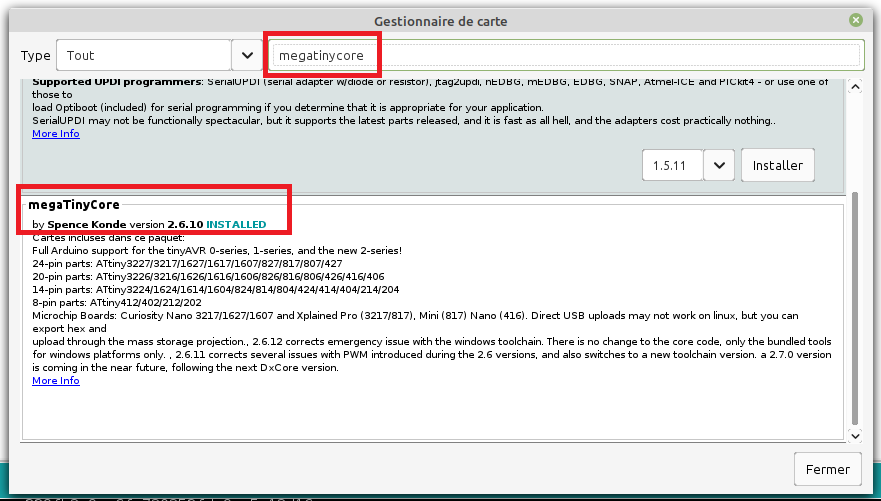 Gestionnaire de carte
Type Tout megatinycore
Supported UPDI programmers: SerialUPDI (serial adapter w/diode or resistor), jtag2updi, nEDBG, mEDBG, EDBG, SNAP, Atmel-ICE and PICkit4 - or use one of
those to
load Optiboot (included) for serial programming if you determine that it is appropriate for your application.
SerialUPDI may not be functionally spectacular, but it supports the latest parts released, and it is fast as all hell, and the adapters cost practically nothing..
More Info
1.5.11 Installer
megaTinyCore
by Spence Konde version 2.6.10 INSTALLED
Cartes incluses dans ce paquet:
Full Arduino support for the tinyAVR 0-series, 1-series, and the new 2-series!
24-pin parts: ATtiny3227/3217/1627/1617/1607/827/817/807/427
20-pin parts: ATtiny3226/3216/1626/1616/1606/826/816/806/426/416/406
14-pin parts: ATtiny3224/1624/1614/1604/824/814/804/424/414/404/214/204
8-pin parts: ATtiny412/402/212/202
Microchip Boards: Curiosity Nano 3217/1627/1607 and Xplained Pro (3217/817), Mini (817) Nano (416). Direct USB uploads may not work on linux, but you can
export hex and
upload through the mass storage projection., 2.6.12 corrects emergency issue with the windows toolchain. There is no change to the core code, only the bundled tools
for windows platforms only. , 2.6.11 corrects several issues with PWM introduced during the 2.6 versions, and also switches to a new toolchain version. a 2.7.0 version
is coming in the near future, following the next DxCore version.
More Info
Fermer